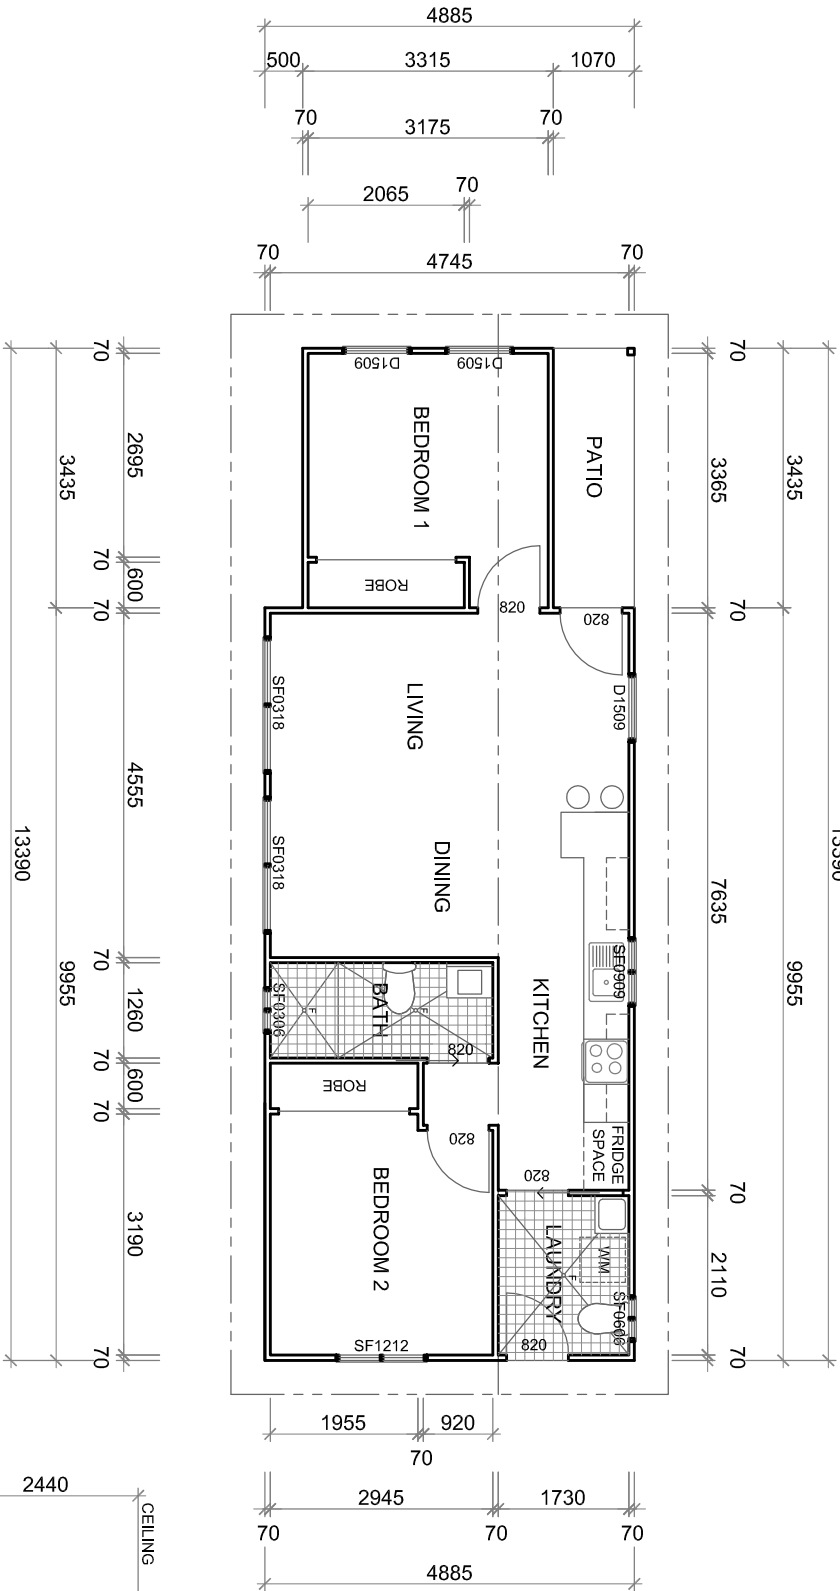 4885
500 3315 1070
70 3175 70
2065 70
70 4745 70
D1509 D1509
70 2695 70 600 70 4555 70 1260 70 600 70 3190 70
3435 9955
13390
70 3365 70 7635 70 2110 70
3435 9955
13390
BEDROOM 1
PATIO
ROBE
820
820
SF0318
LIVING
D1509
SF0318
DINING
SF0909
KITCHEN
SF0306
BATH
F
F
820
ROBE
820
FRIDGE
SPACE
820
BEDROOM 2
LAUNDRY
WM
F
SF0606
SF1212
820
1955 920
70
2945 1730
70 70 70
4885
2440
CEILING